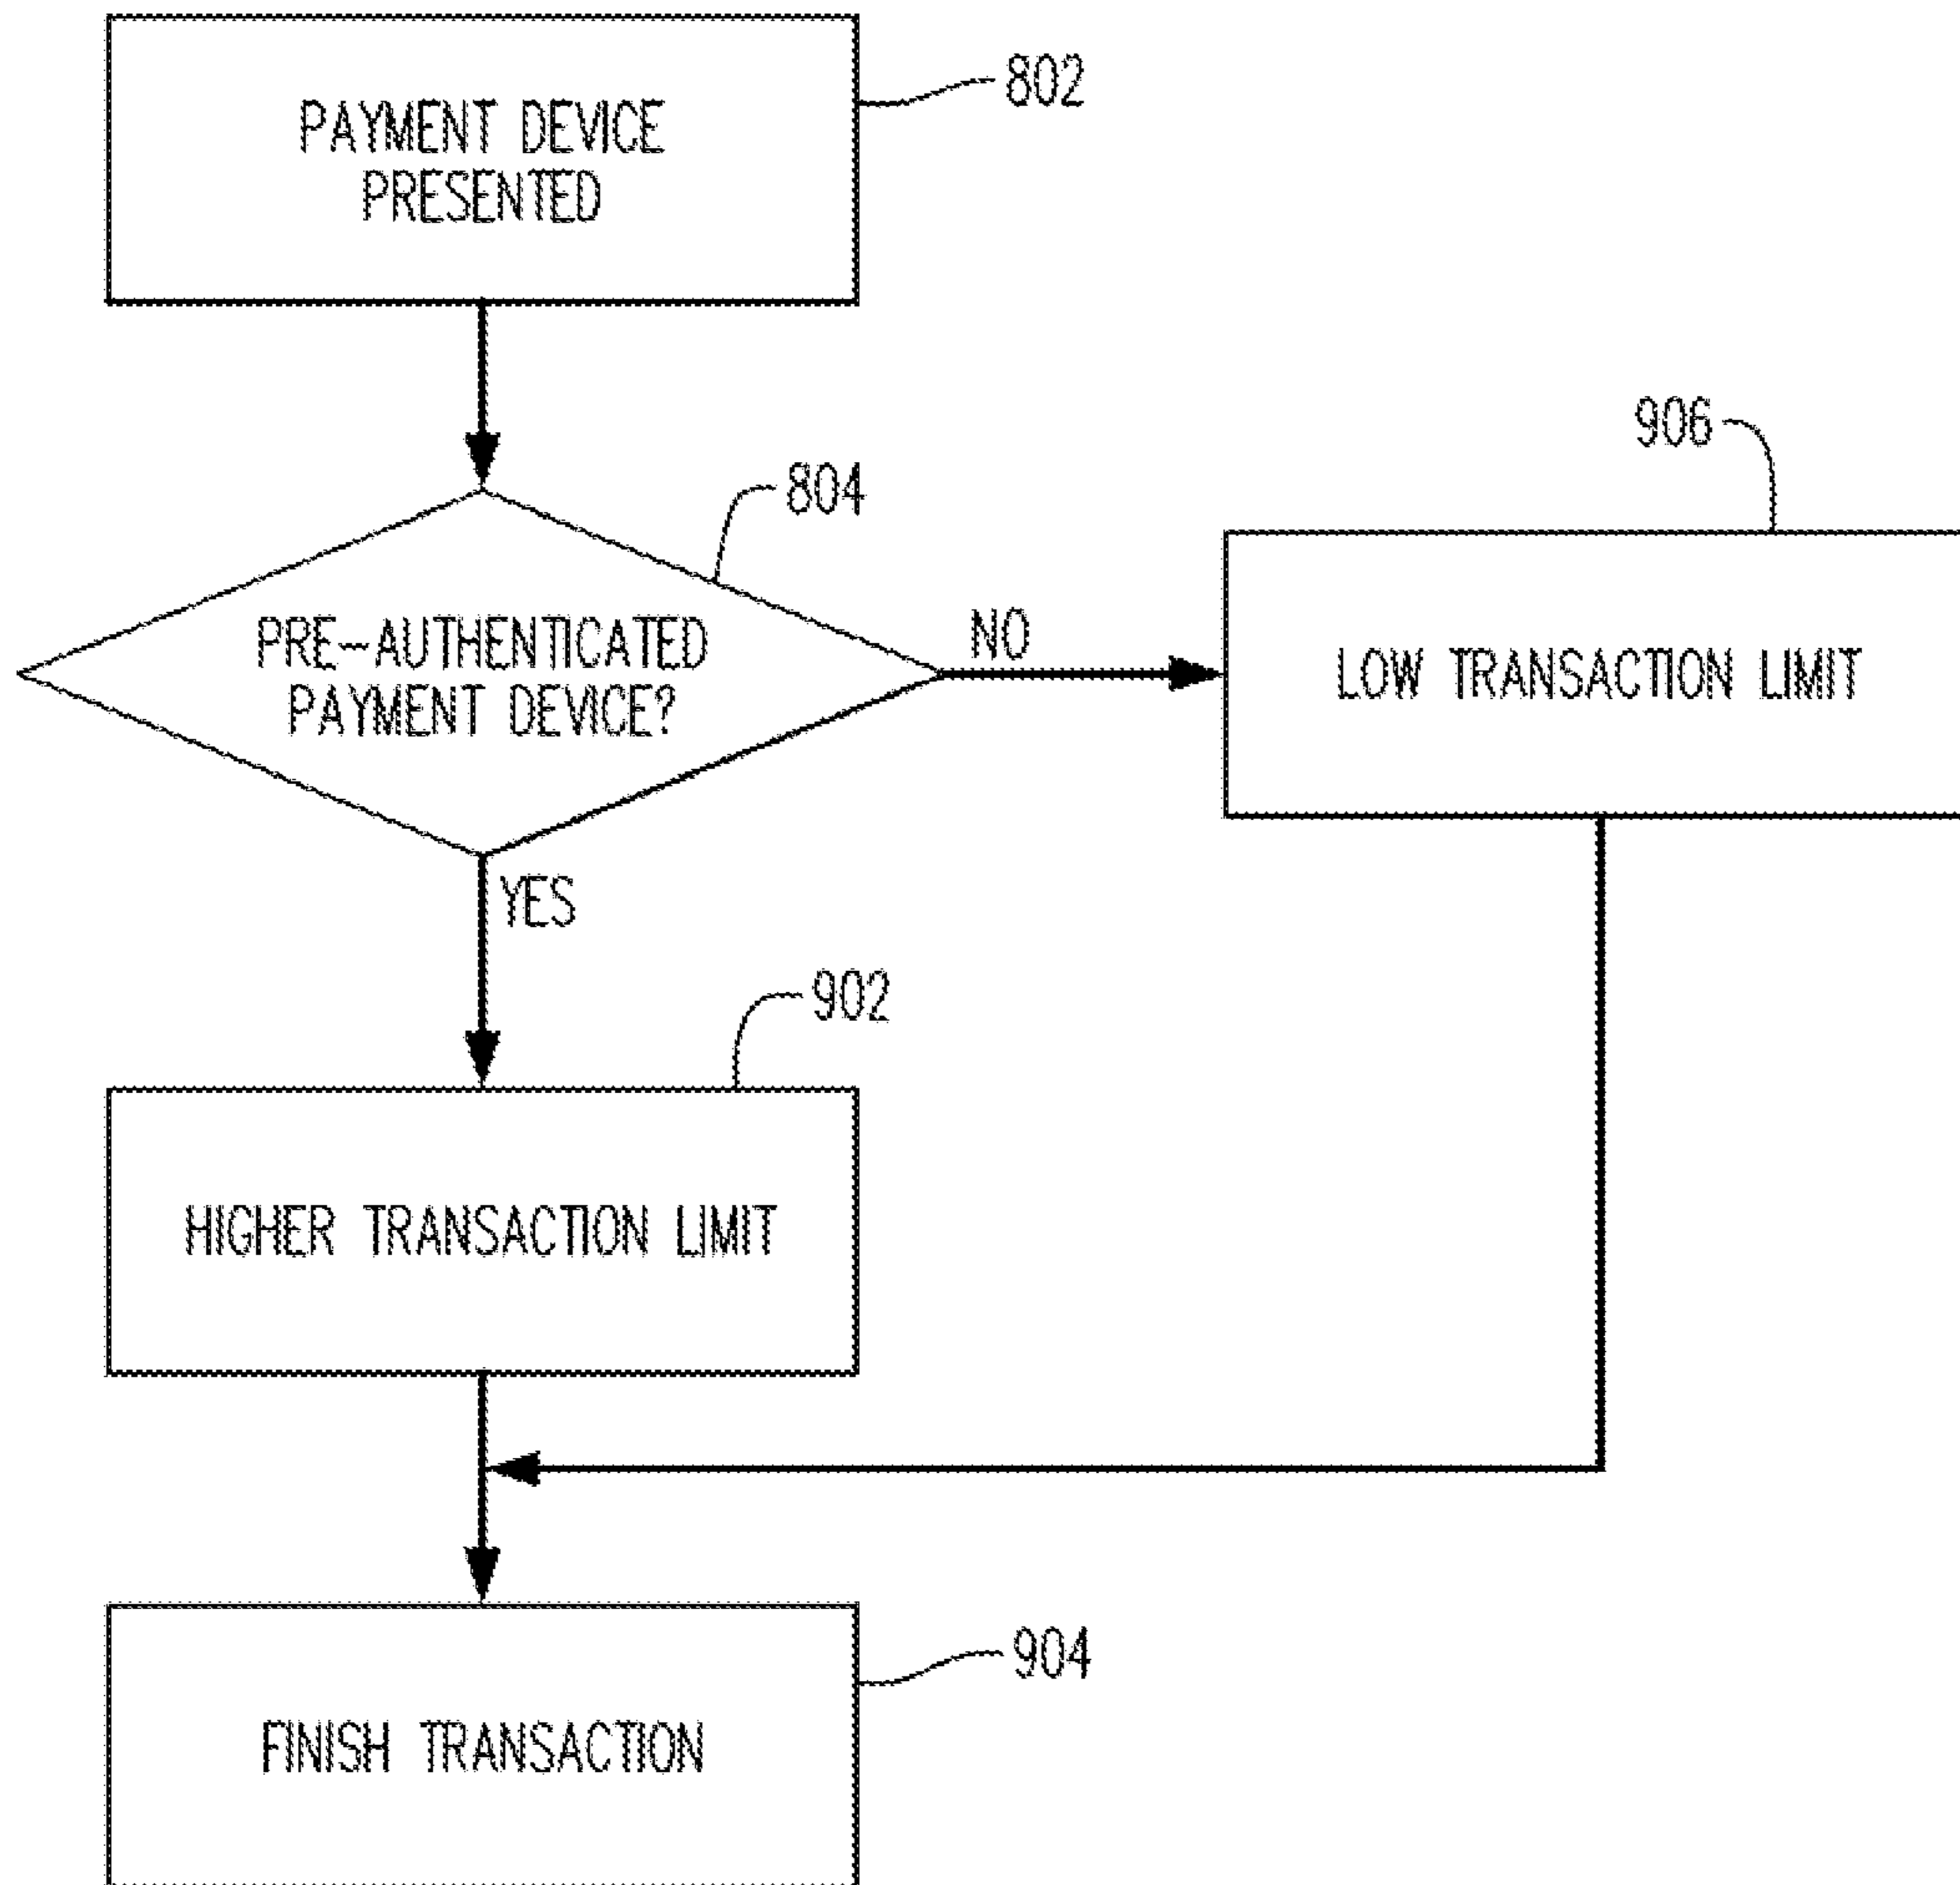 PAYMENT DEVICE
PRESENTED
802
804
PRE-AUTHENTICATED
PAYMENT DEVICE?
NO
906
LOW TRANSACTION LIMIT
YES
902
HIGHER TRANSACTION LIMIT
904
FINISH TRANSACTION